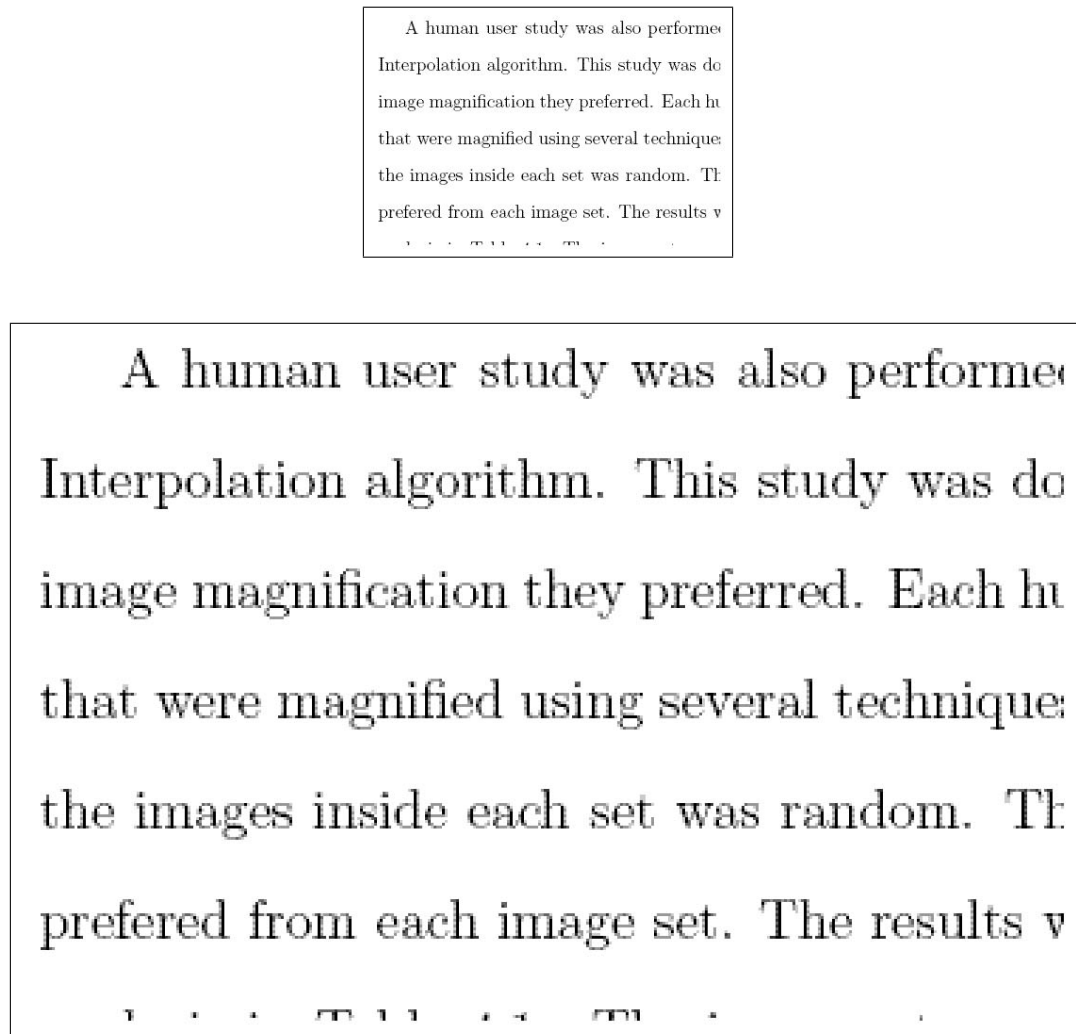 A human user study was also performe
Interpolation algorithm. This study was do
image magnification they preferred. Each hu
that were magnified using several techniques
the images inside each set was random. Th
prefered from each image set. The results w
A human user study was also performed
Interpolation algorithm. This study was do
image magnification they preferred. Each hu
that were magnified using several techniques
the images inside each set was random. Th
prefered from each image set. The results w